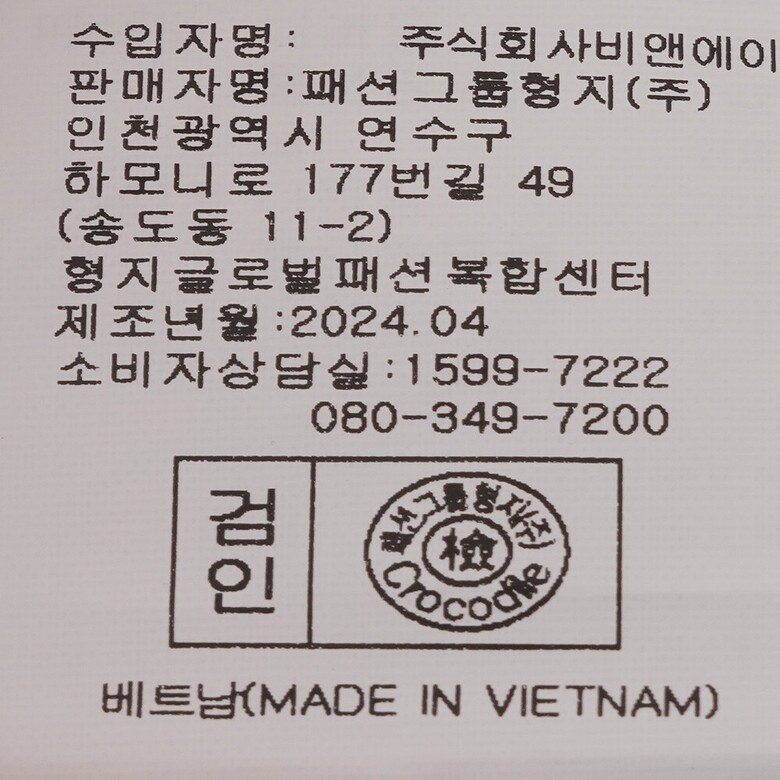 수입자명: 주식회사비앤에이
판매자명:패션그룹형지(주)
인천광역시 연수구
하모니로 177번길 49
(송도동 11-2)
형지글로벌패션복합센터
제조년월:2024.04
소비자상담실:1599-7222
080-349-7200
검인
패션그룹형지(주)
檢
Crocodile
베트남(MADE IN VIETNAM)